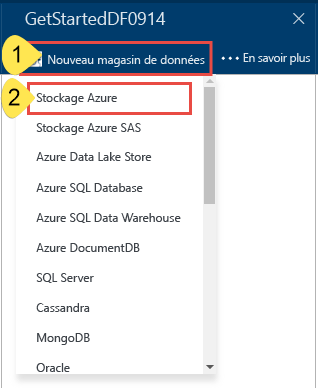 GetStartedDF0914
1
Nouveau magasin de données
••• En savoir plus
2
Stockage Azure
Stockage Azure SAS
Azure Data Lake Store
Azure SQL Database
Azure SQL Data Warehouse
Azure DocumentDB
SQL Server
Cassandra
MongoDB
Oracle